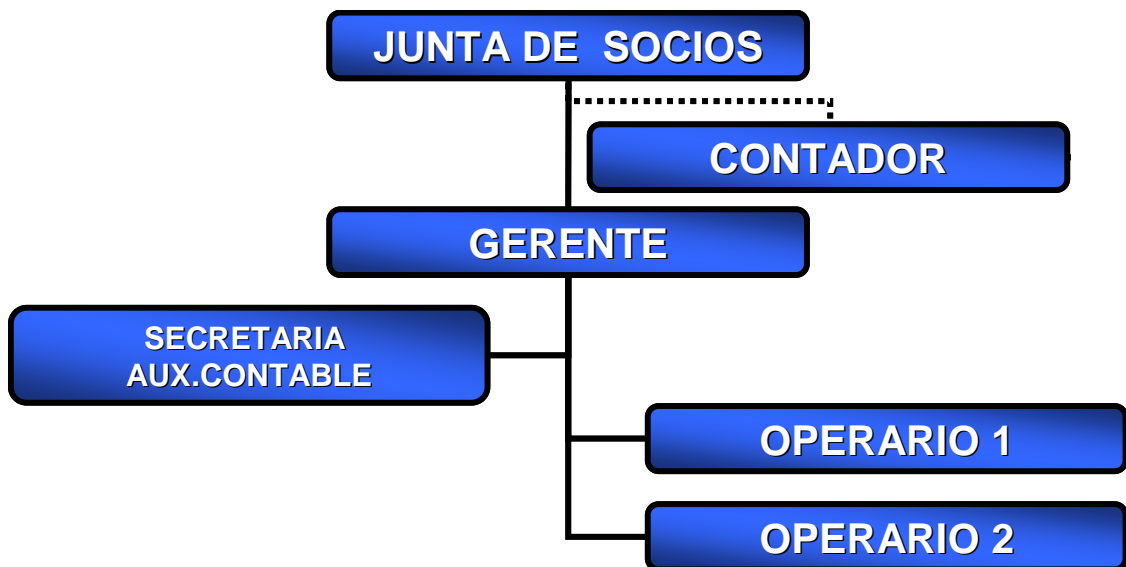 JUNTA DE SOCIOS
CONTADOR
GERENTE
SECRETARIA
AUX.CONTABLE
OPERARIO 1
OPERARIO 2